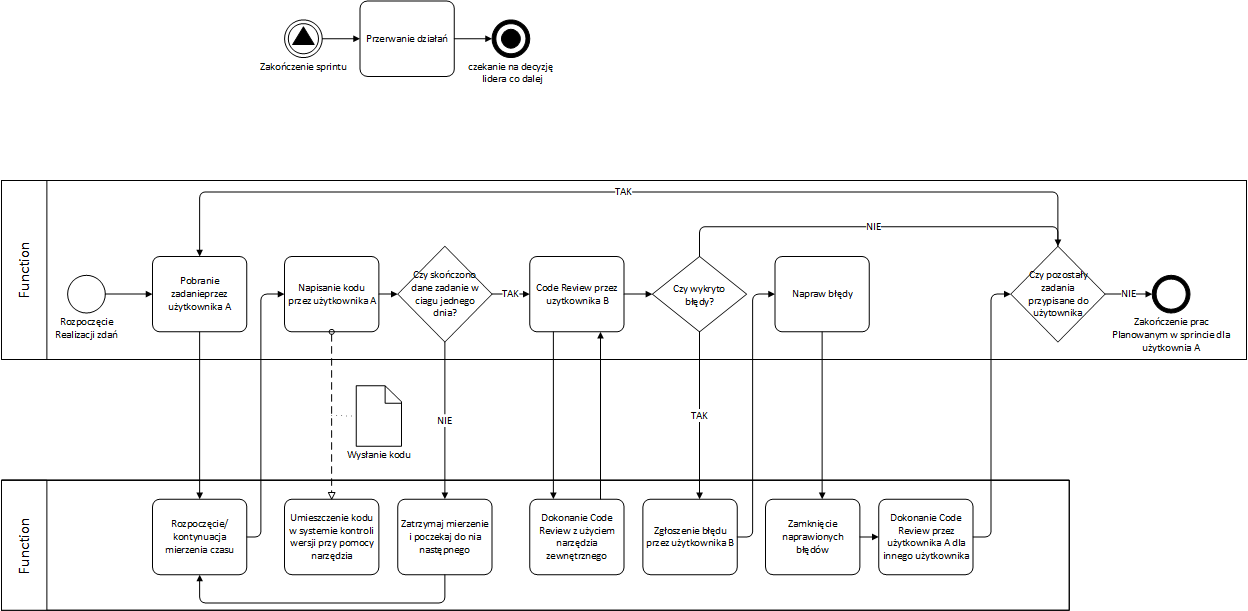 Zakończenie sprintu
Przerwanie działań
czekanie na decyzję
lidera co dalej
Function
TAK
NIE
Rozpoczęcie
Realizacji zdań
Pobranie
zadanieprzez
użytkownika A
Napisanie kodu
przez użytkownika A
Czy skończono
dane zadanie w
ciągu jednego
dnia?
TAK
Code Review przez
uzytkownika B
Czy wykryto
błędy?
Napraw błędy
Czy pozostały
zadania
przypisane do
użytownika
NIE
Zakończenie prac
Planowanym w sprincie dla
użytkownia A
NIE
TAK
Wysłanie kodu
Function
Rozpoczęcie/
kontynuacja
mierzenia czasu
Umieszczenie kodu
w systemie kontroli
wersji przy pomocy
narzędzia
Zatrzymaj mierzenie
i poczekaj do nia
następnego
Dokonanie Code
Review z użyciem
narzędzia
zewnętrznego
Zgłoszenie błędu
przez użytkownika B
Zamknięcie
naprawionych
błędów
Dokonanie Code
Review przez
użytkownika A dla
innego użytkownika